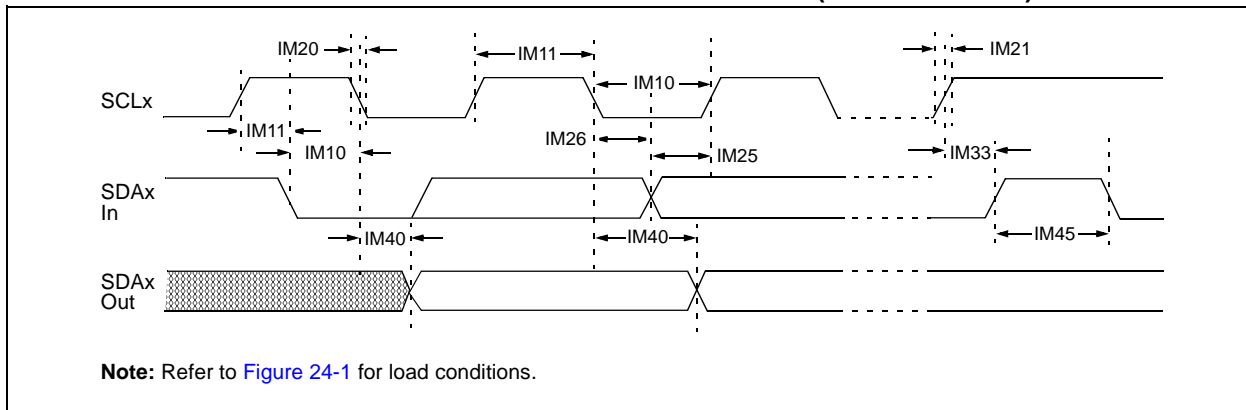 IM20
IM11
IM21
IM10
SCLx
IM11
IM26
IM10
IM25
IM33
SDAx
In
IM40
IM40
IM45
SDAx
Out
Note: Refer to Figure 24-1 for load conditions.